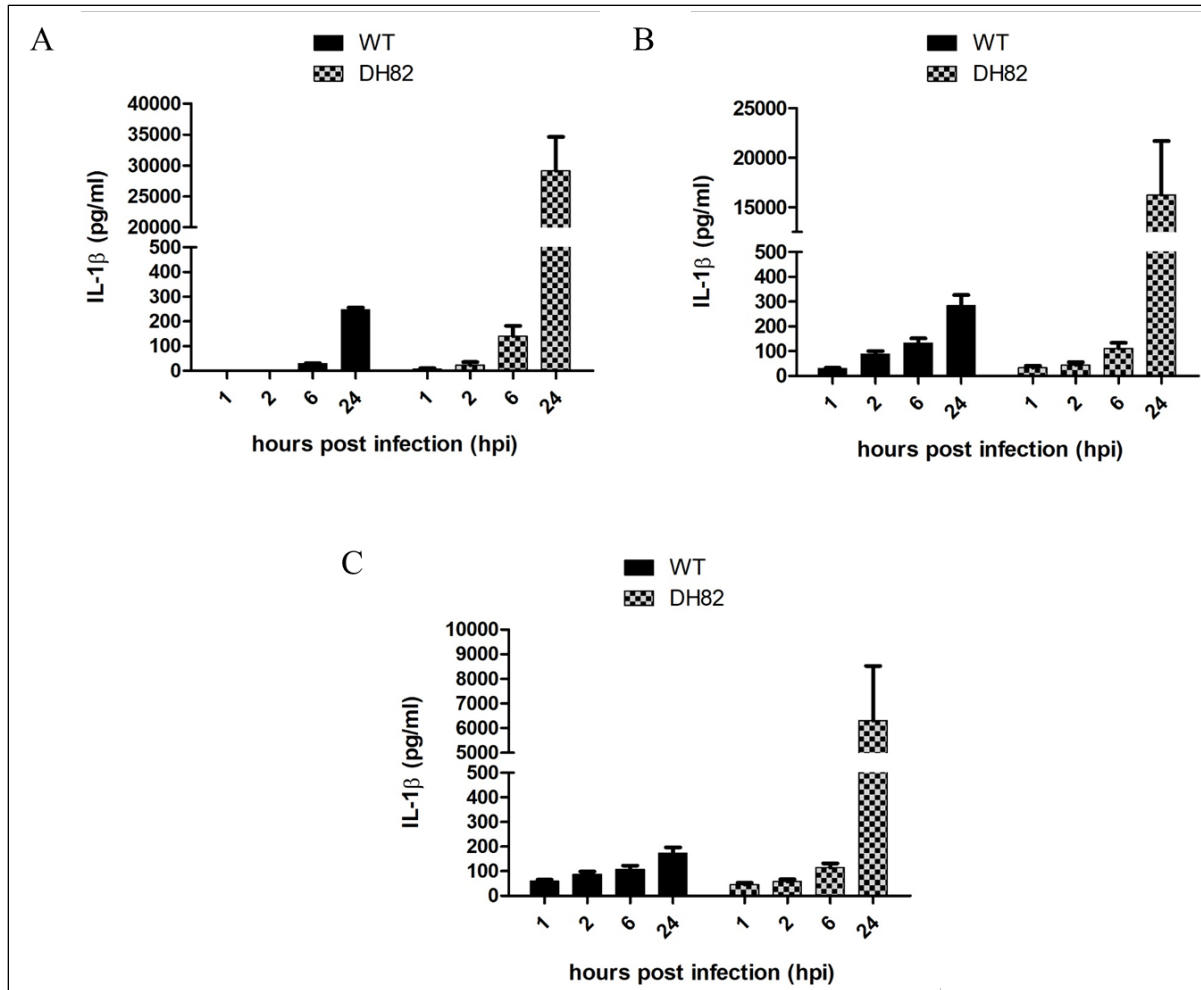 A
WT
DH82
40000
35000
30000
25000
20000
500
400
300
200
100
0
IL-1β (pg/ml)
1 2 6 24 1 2 6 24
hours post infection (hpi)
B
WT
DH82
25000
20000
15000
500
400
300
200
100
0
IL-1β (pg/ml)
1 2 6 24 1 2 6 24
hours post infection (hpi)
C
WT
DH82
10000
9000
8000
7000
6000
5000
500
400
300
200
100
0
IL-1β (pg/ml)
1 2 6 24 1 2 6 24
hours post infection (hpi)